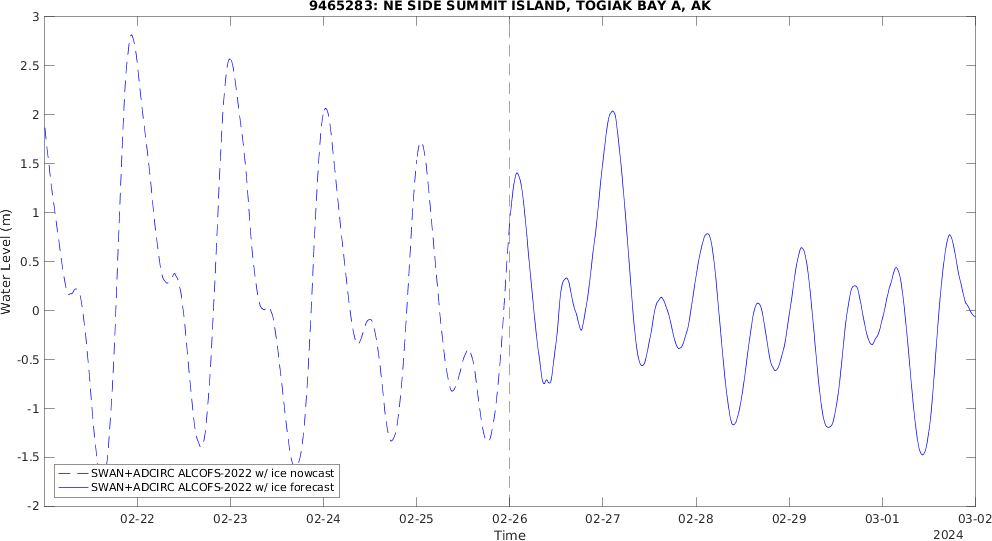 9465283: NE SIDE SUMMIT ISLAND, TOGIAK BAY A, AK
3
2.5
2
1.5
1
0.5
0
-0.5
-1
-1.5
-2
Water Level (m)
SWAN+ADCIRC ALCOFS-2022 w/ ice nowcast
SWAN+ADCIRC ALCOFS-2022 w/ ice forecast
02-22 02-23 02-24 02-25 02-26 02-27 02-28 02-29 03-01 03-02
Time
2024